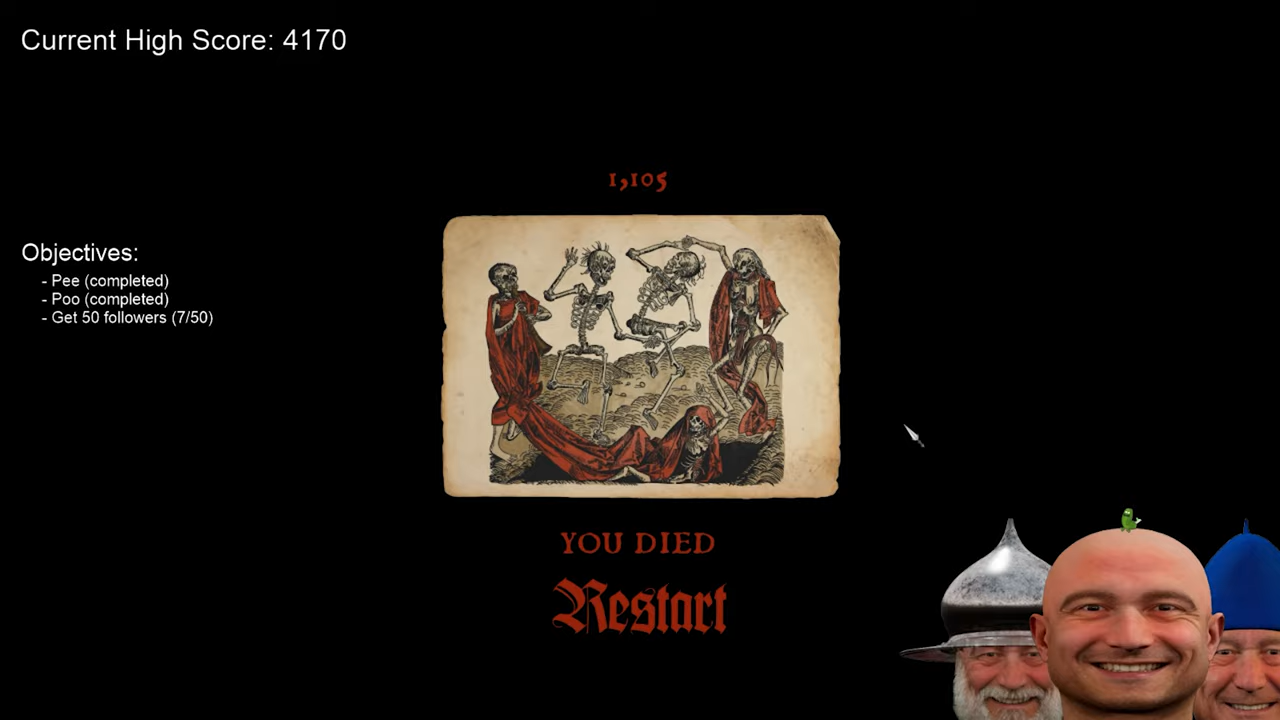 Current High Score: 4170
1,105
Objectives:
- Pee (completed)
- Poo (completed)
- Get 50 followers (7/50)
YOU DIED
Restart